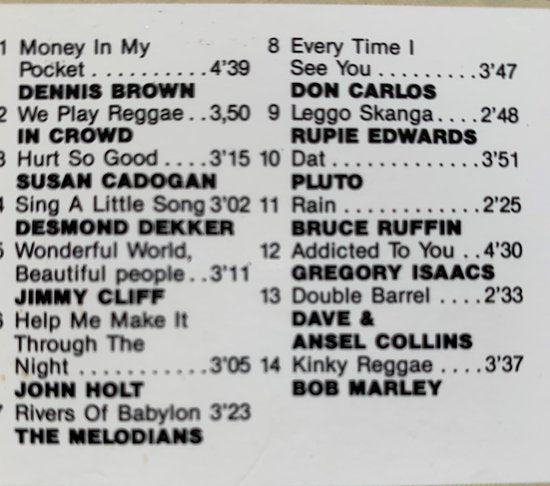 1 Money In My
Pocket ..........4'39
DENNIS BROWN
2 We Play Reggae..3,50
IN CROWD
3 Hurt So Good ....3'15
SUSAN CADOGAN
4 Sing A Little Song 3'02
DESMOND DEKKER
5 Wonderful World,
Beautiful people..3'11
JIMMY CLIFF
6 Help Me Make It
Through The
Night ...........3'05
JOHN HOLT
7 Rivers Of Babylon 3'23
THE MELODIANS
8 Every Time I
See You .........3'47
DON CARLOS
9 Leggo Skanga....2'48
RUPIE EDWARDS
10 Dat .............3'51
PLUTO
11 Rain ............2'25
BRUCE RUFFIN
12 Addicted To You ..4'30
GREGORY ISAACS
13 Double Barrel ....2'33
DAVE &
ANSEL COLLINS
14 Kinky Reggae ....3'37
BOB MARLEY